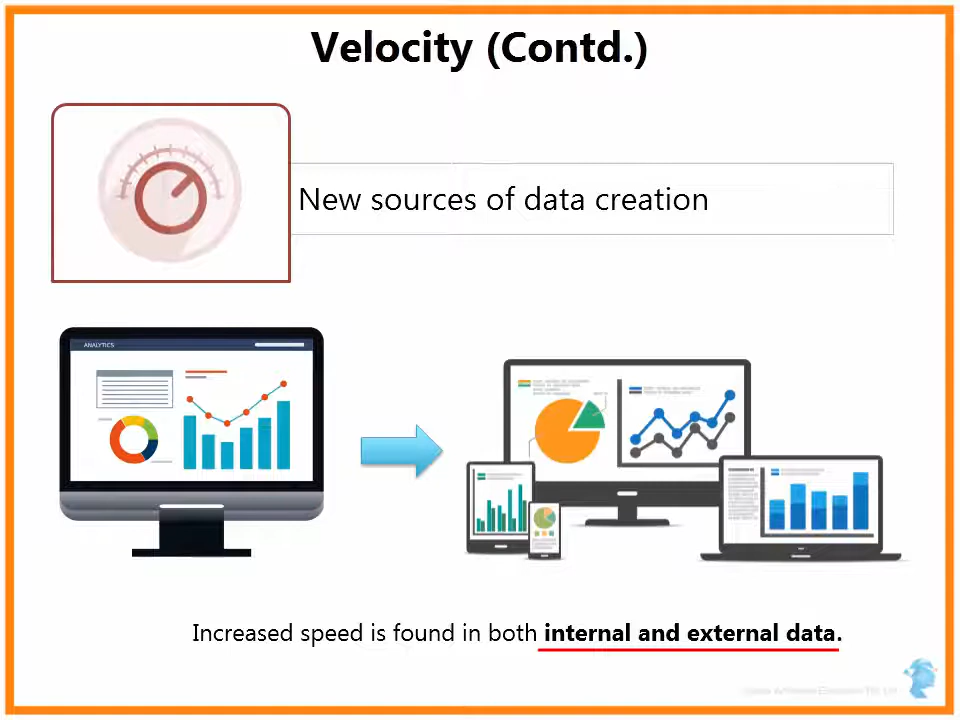 Velocity (Contd.)
New sources of data creation
ANALYTICS
Increased speed is found in both internal and external data.